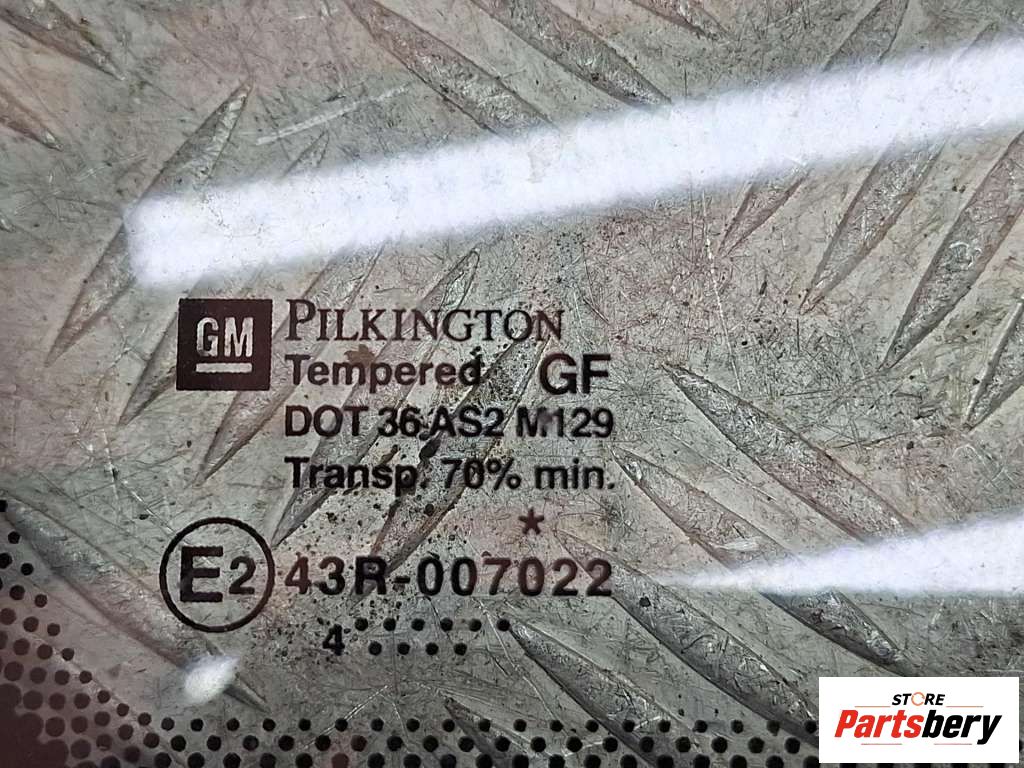 GM PILKINGTON
Tempered GF
DOT 36 AS2 M129
Transp. 70% min.
*
E2 43R-007022
4
STORE
Partsbery